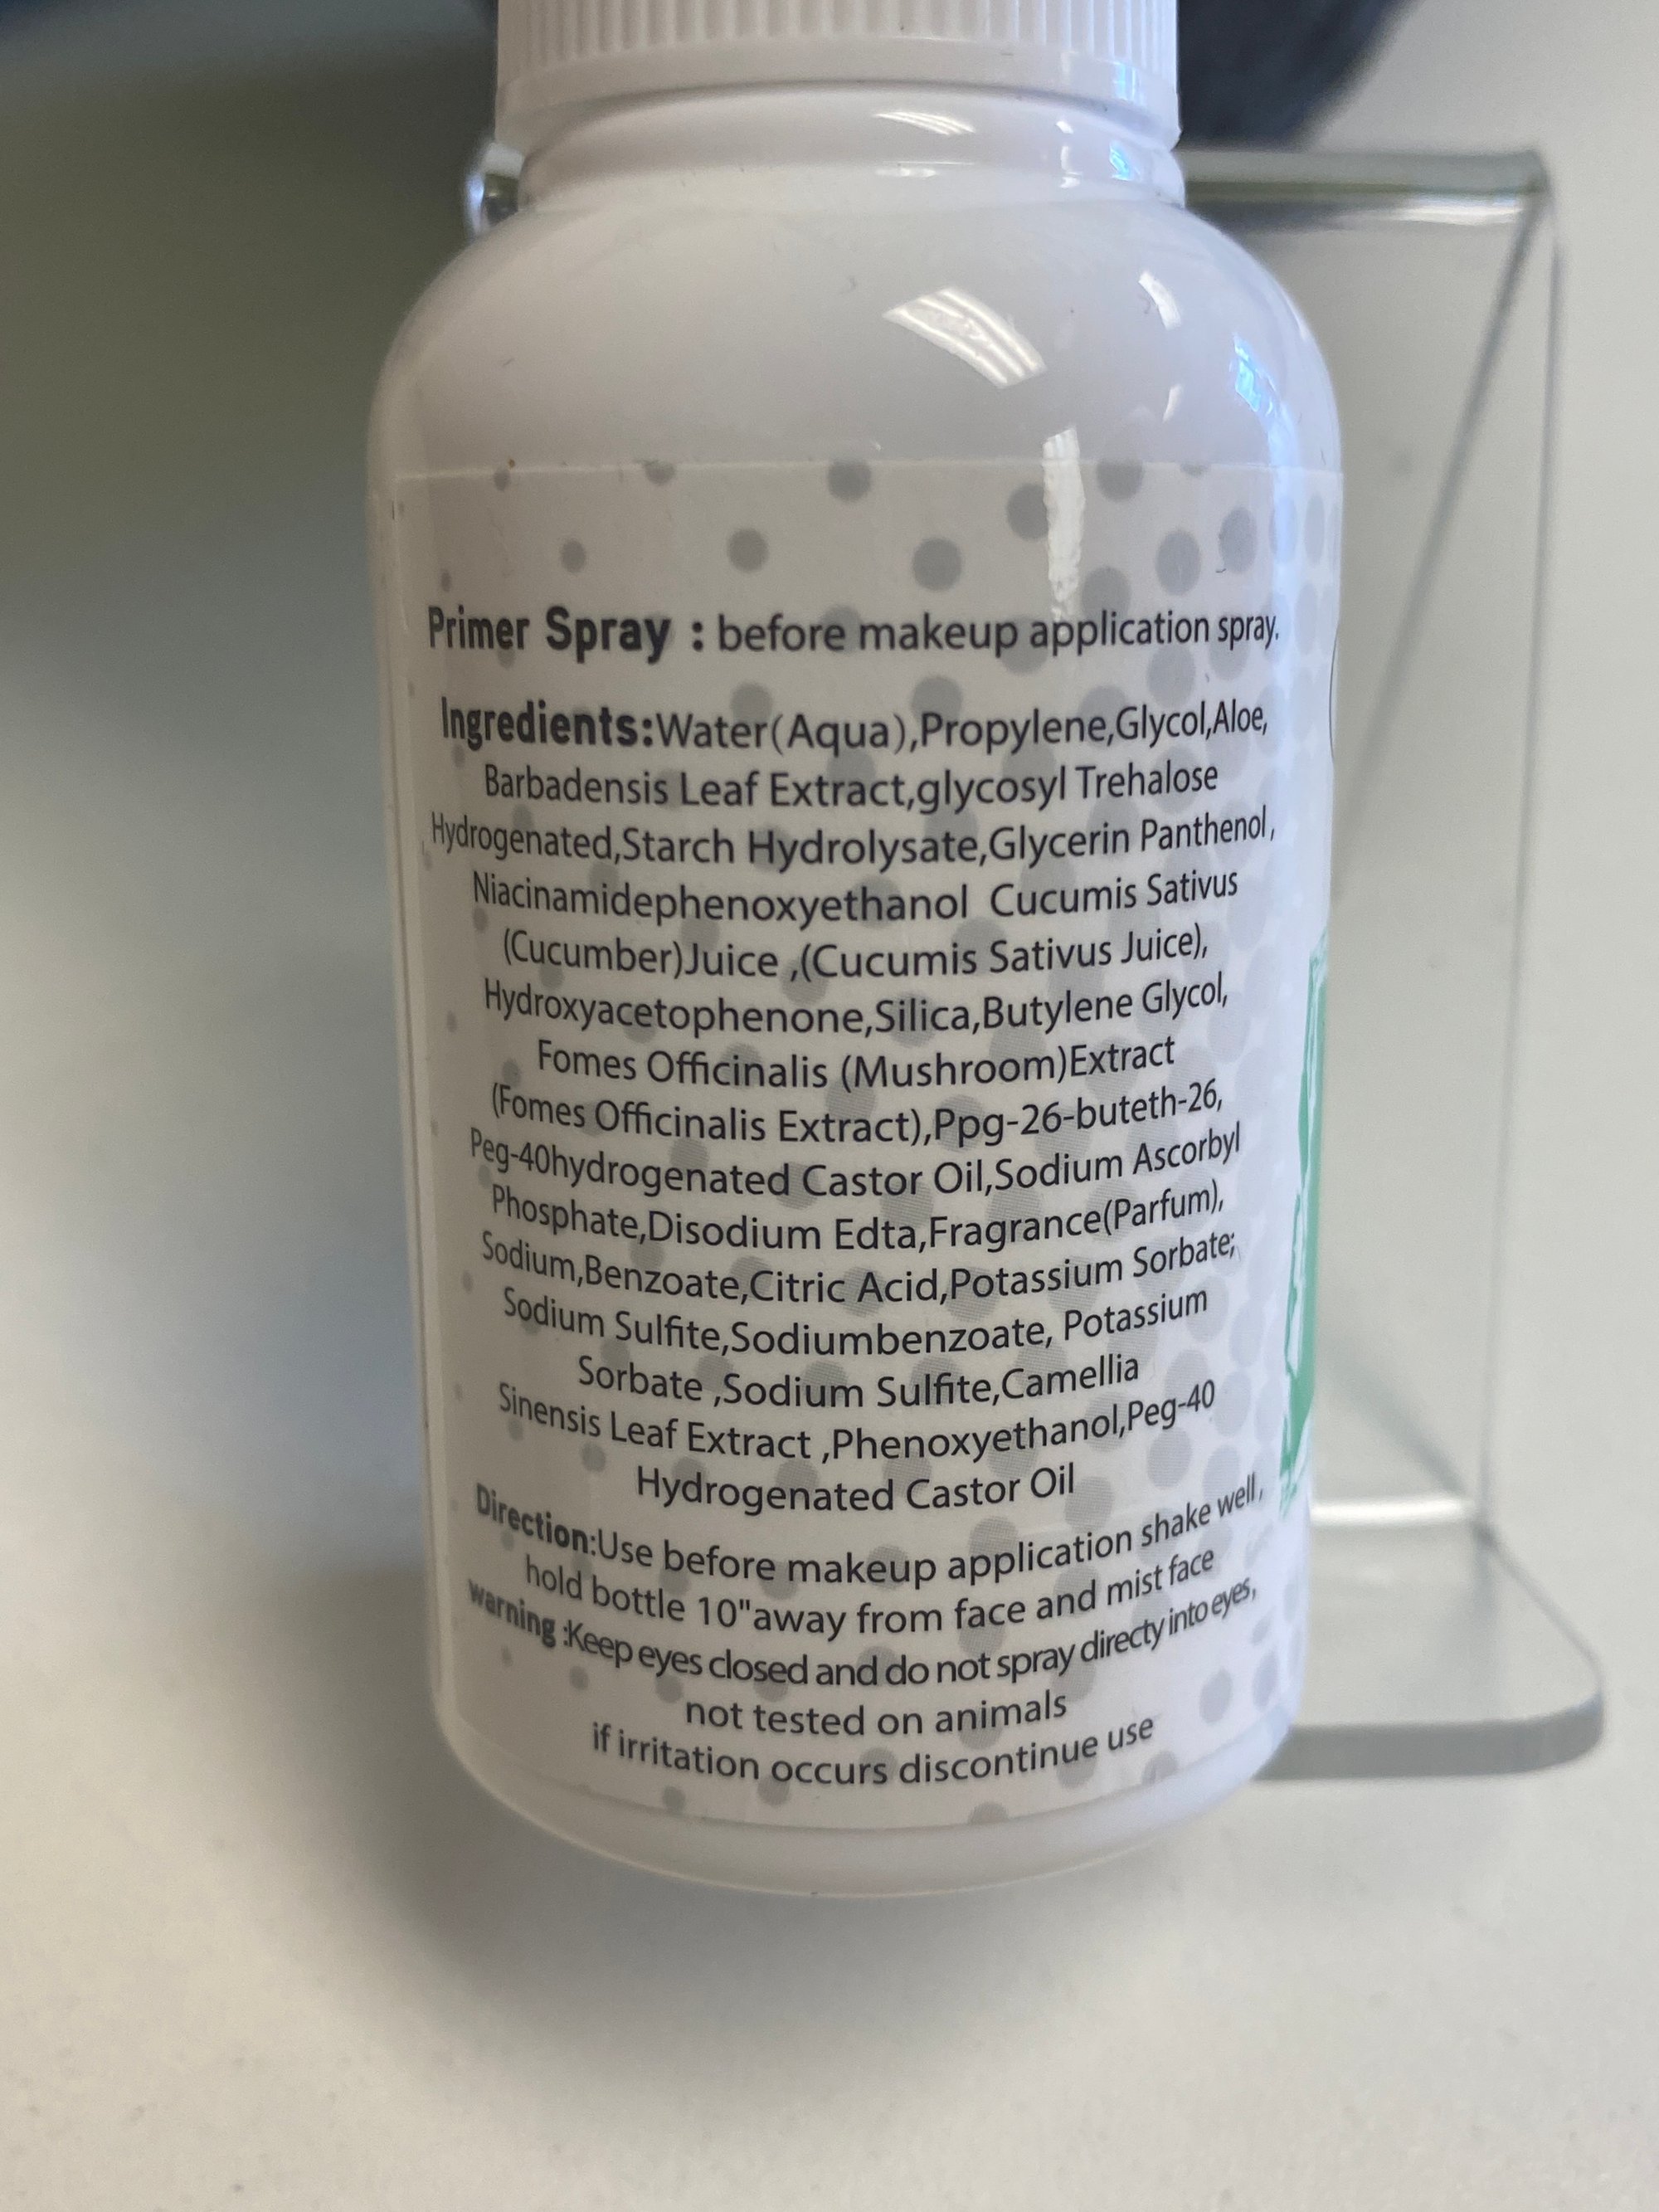 Primer Spray : before makeup application spray.
Ingredients:Water(Aqua),Propylene,Glycol,Aloe,
Barbadensis Leaf Extract,glycosyl Trehalose
Hydrogenated,Starch Hydrolysate,Glycerin Panthenol,
Niacinamidephenoxyethanol Cucumis Sativus
(Cucumber)Juice ,(Cucumis Sativus Juice),
Hydroxyacetophenone,Silica,Butylene Glycol,
Fomes Officinalis (Mushroom)Extract
(Fomes Officinalis Extract),Ppg-26-buteth-26,
Peg-40hydrogenated Castor Oil,Sodium Ascorbyl
Phosphate,Disodium Edta,Fragrance(Parfum),
Sodium,Benzoate,Citric Acid,Potassium Sorbate;
Sodium Sulfite,Sodiumbenzoate, Potassium
Sorbate ,Sodium Sulfite,Camellia
Sinensis Leaf Extract ,Phenoxyethanol,Peg-40
Hydrogenated Castor Oil
Direction:Use before makeup application shake well,
hold bottle 10"away from face and mist face
warning :Keep eyes closed and do not spray directy into eyes,
not tested on animals
if irritation occurs discontinue use